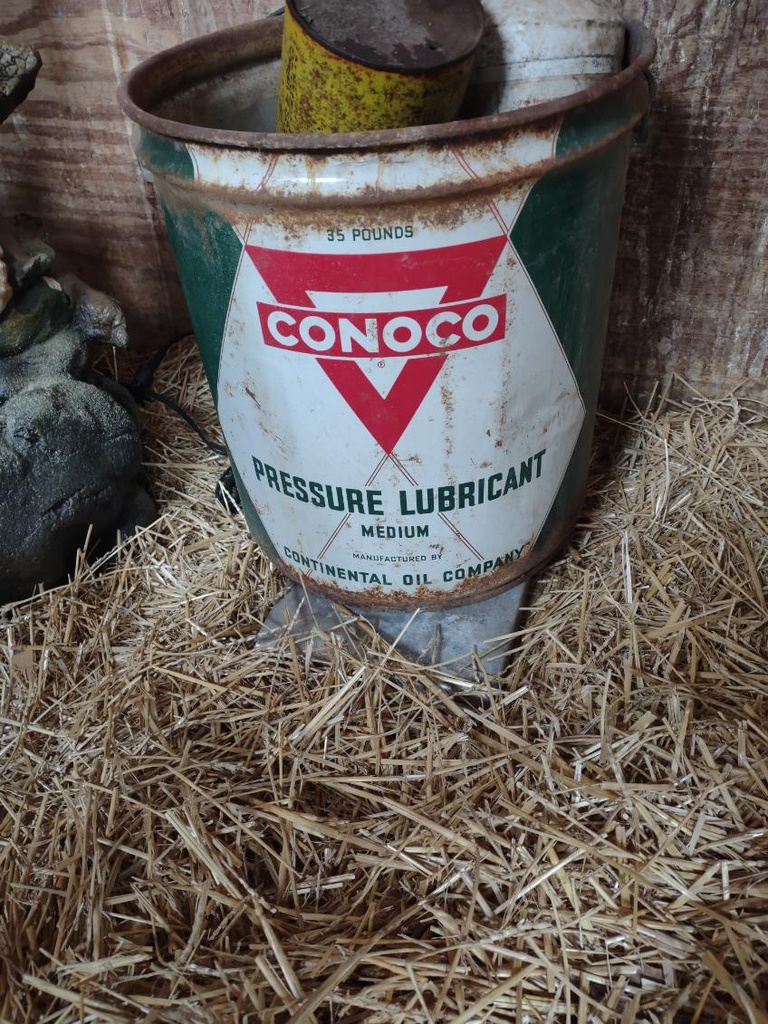 35 POUNDS
CONOCO
®
PRESSURE LUBRICANT
MEDIUM
MANUFACTURED BY
CONTINENTAL OIL COMPANY